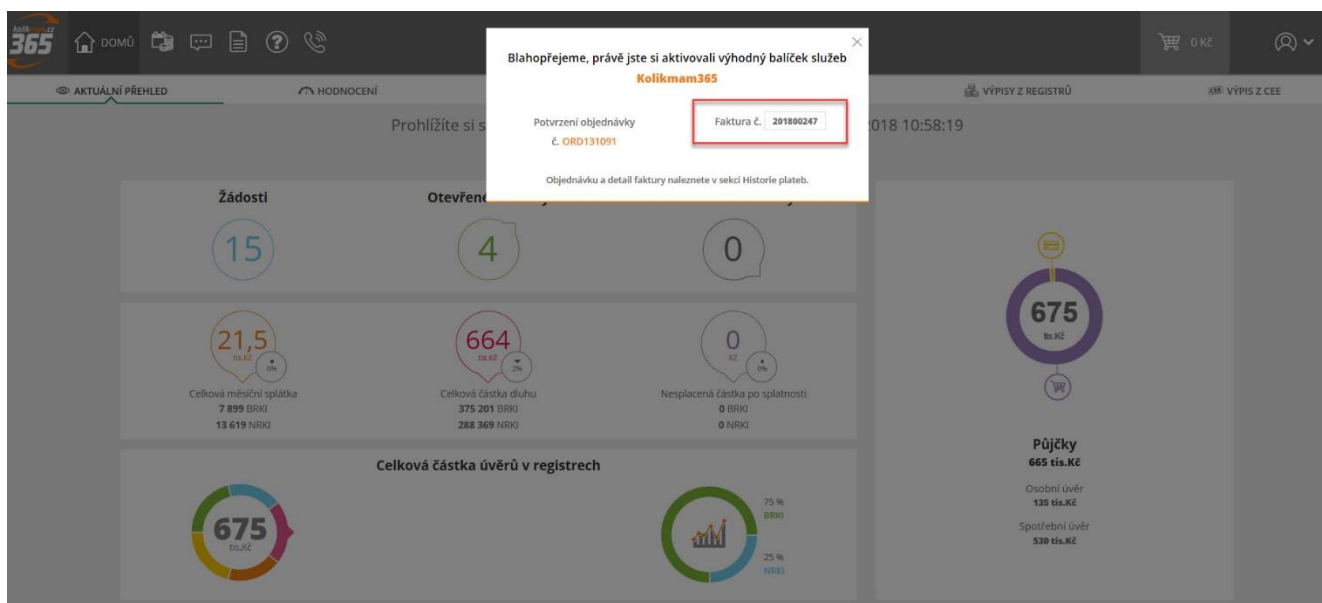 kolikmam.cz
365
DOMŮ
0 KČ
AKTUÁLNÍ PŘEHLED
HODNOCENÍ
VÝPISY Z REGISTRŮ
VÝPIS Z CEE
Prohlížíte si s
2018 10:58:19
Blahopřejeme, právě jste si aktivovali výhodný balíček služeb
Kolikmam365
Potvrzení objednávky
č. ORD131091
Faktura č. 201800247
Objednávku a detail faktury naleznete v sekci Historie plateb.
Žádosti
15
Otevřené
4
0
21,5
tis.Kč
0%
Celková měsíční splátka
7 899 BRKI
13 619 NRKI
664
tis.Kč
2%
Celková částka dluhu
375 201 BRKI
288 369 NRKI
0
Kč
0%
Nesplacená částka po splatnosti
0 BRKI
0 NRKI
675
tis.Kč
Půjčky
665 tis.Kč
Osobní úvěr
135 tis.Kč
Spotřební úvěr
530 tis.Kč
Celková částka úvěrů v registrech
675
tis.Kč
75 %
BRKI
25 %
NRKI